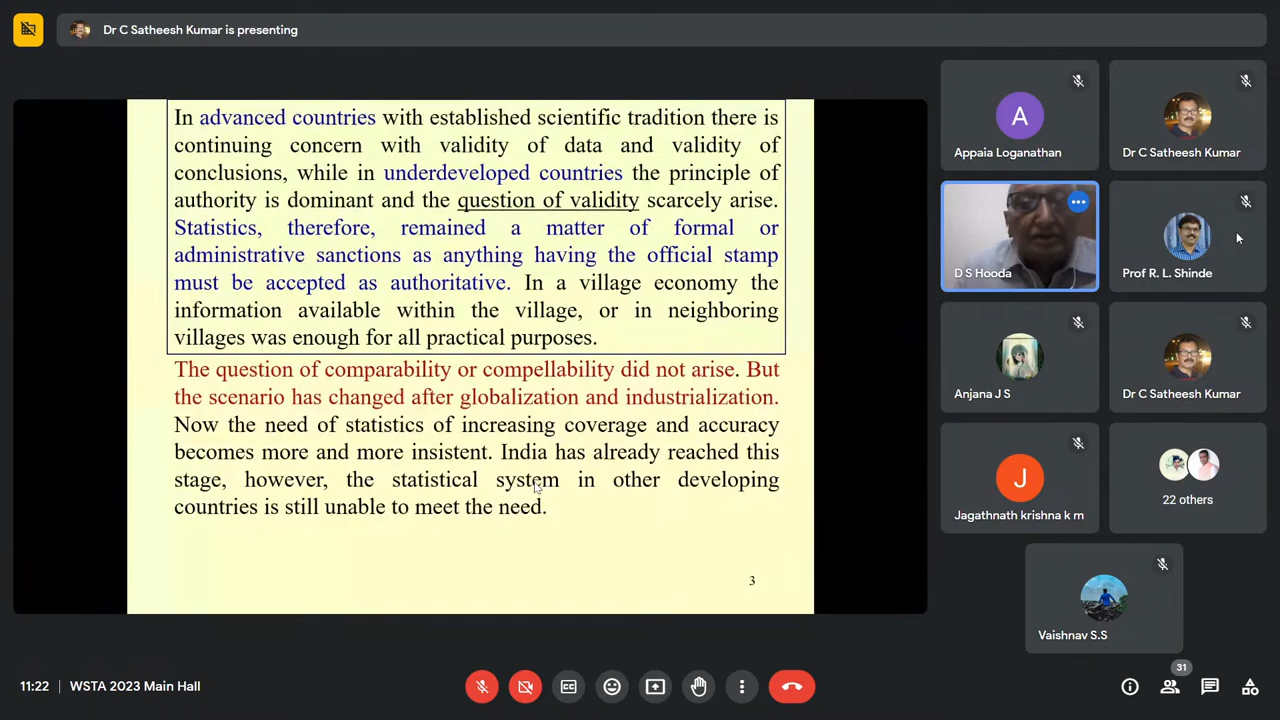 Dr C Satheesh Kumar is presenting
In advanced countries with established scientific tradition there is
continuing concern with validity of data and validity of
conclusions, while in underdeveloped countries the principle of
authority is dominant and the question of validity scarcely arise.
Statistics, therefore, remained a matter of formal or
administrative sanctions as anything having the official stamp
must be accepted as authoritative. In a village economy the
information available within the village, or in neighboring
villages was enough for all practical purposes.
The question of comparability or compellability did not arise. But
the scenario has changed after globalization and industrialization.
Now the need of statistics of increasing coverage and accuracy
becomes more and more insistent. India has already reached this
stage, however, the statistical system in other developing
countries is still unable to meet the need.
3
A
Appaia Loganathan
Dr C Satheesh Kumar
D S Hooda
Prof R. L. Shinde
Anjana J S
Dr C Satheesh Kumar
J
Jagathnath krishna k m
22 others
Vaishnav S.S
11:22 | WSTA 2023 Main Hall
31